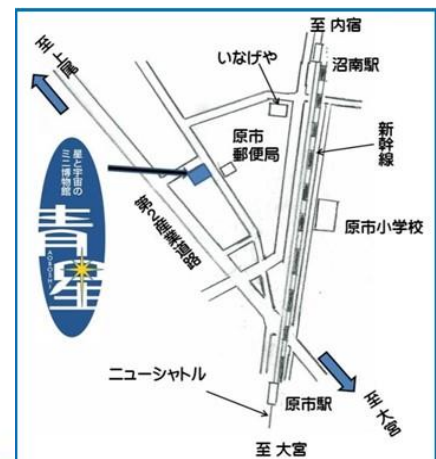 至 内宿
至上尾
いなげや
沼南駅
新幹線
原市
郵便局
星と宇宙の
ミニ博物館
青星
AOBOSHI
第2産業道路
原市小学校
ニューシャトル
原市駅
至大宮
至 大宮